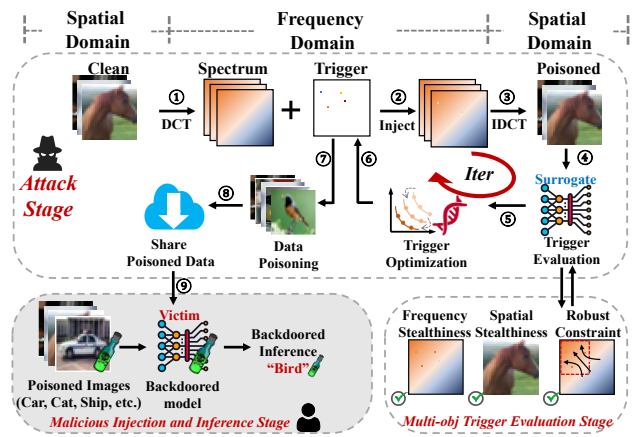 Spatial
Domain
Frequency
Domain
Spatial
Domain
Clean
Spectrum
Trigger
Poisoned
①
DCT
+
②
Inject
③
IDCT
④
Attack
Stage
⑧
⑦
⑥
Iter
Surrogate
⑤
Share
Poisoned Data
Data
Poisoning
Trigger
Optimization
Trigger
Evaluation
⑨
Victim
Poisoned Images
(Car, Cat, Ship, etc.)
Backdoored
model
Backdoored
Inference
“Bird”
Malicious Injection and Inference Stage
Frequency
Stealthiness
Spatial
Stealthiness
Robust
Constraint
Multi-obj Trigger Evaluation Stage